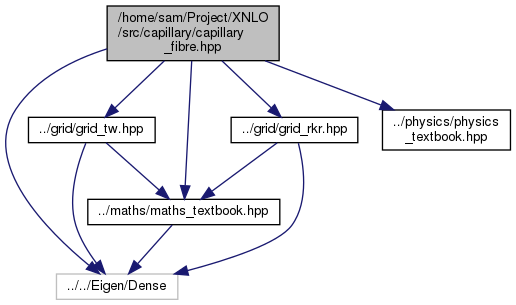 /home/sam/Project/XNLO
/src/capillary/capillary
_fibre.hpp
../grid/grid_tw.hpp
../grid/grid_rkr.hpp
../physics/physics
_textbook.hpp
../maths/maths_textbook.hpp
../../Eigen/Dense